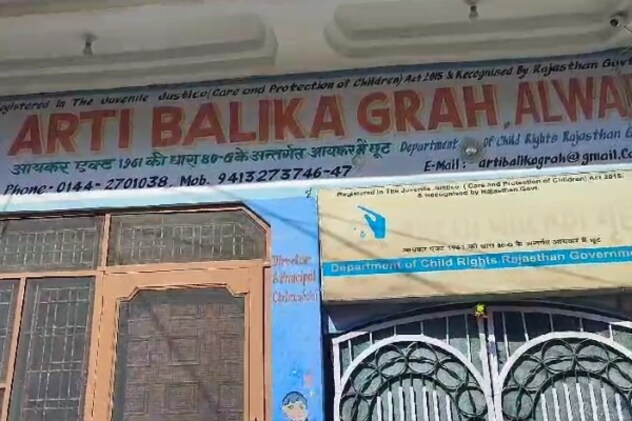 Registered in The Juvenile Justice (Care and Protection of Children) Act 2015 & Recognised By Rajasthan Govt
ARTI BALIKA GRAH, ALWA
आयकर एक्ट 1961 की धारा 80-G के अन्तर्गत आयकर में छूट Department of Child Rights Rajasthan
Phone-0144-2701038, Mob. 9413273746-47 E-Mail: artibalikagrah@gmail.co
Registered in The Juvenile Justice (Care and Protection of Children) Act 2015
& Recognised by Rajasthan Govt
आयकर एक्ट 1961 की धारा 80-G के अन्तर्गत आयकर में छूट
Department of Child Rights Rajasthan Governme
Director
& Principal